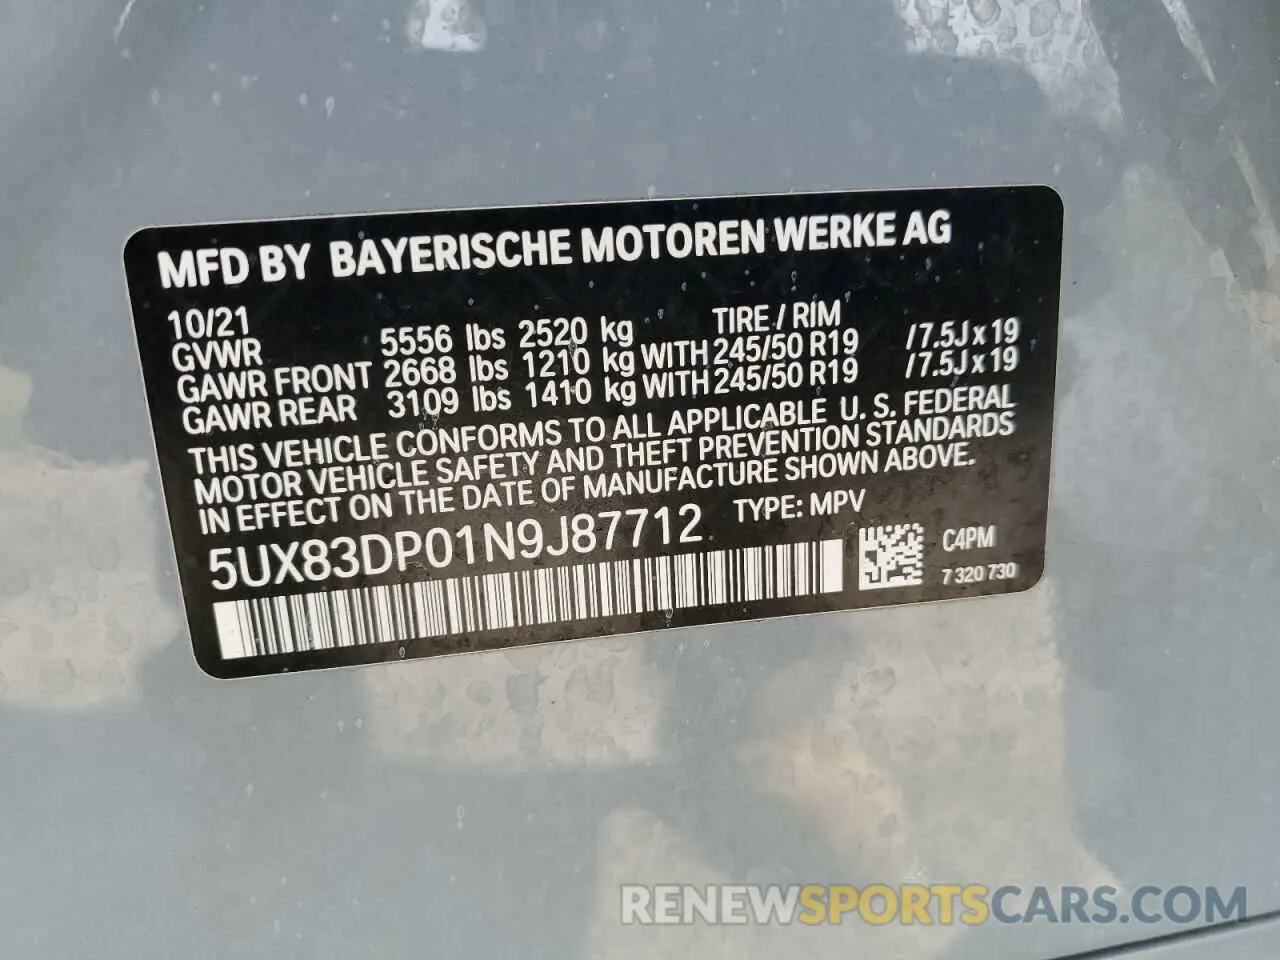 MFD BY BAYERISCHE MOTOREN WERKE AG
10/21 TIRE / RIM
GVWR 5556 lbs 2520 kg
GAWR FRONT 2668 lbs 1210 kg WITH 245/50 R19 /7.5J x 19
GAWR REAR 3109 lbs 1410 kg WITH 245/50 R19 /7.5J x 19
THIS VEHICLE CONFORMS TO ALL APPLICABLE U. S. FEDERAL
MOTOR VEHICLE SAFETY AND THEFT PREVENTION STANDARDS
IN EFFECT ON THE DATE OF MANUFACTURE SHOWN ABOVE.
5UX83DP01N9J87712 TYPE: MPV
C4PM
7 320 730
RENEWSPORTSCARS.COM